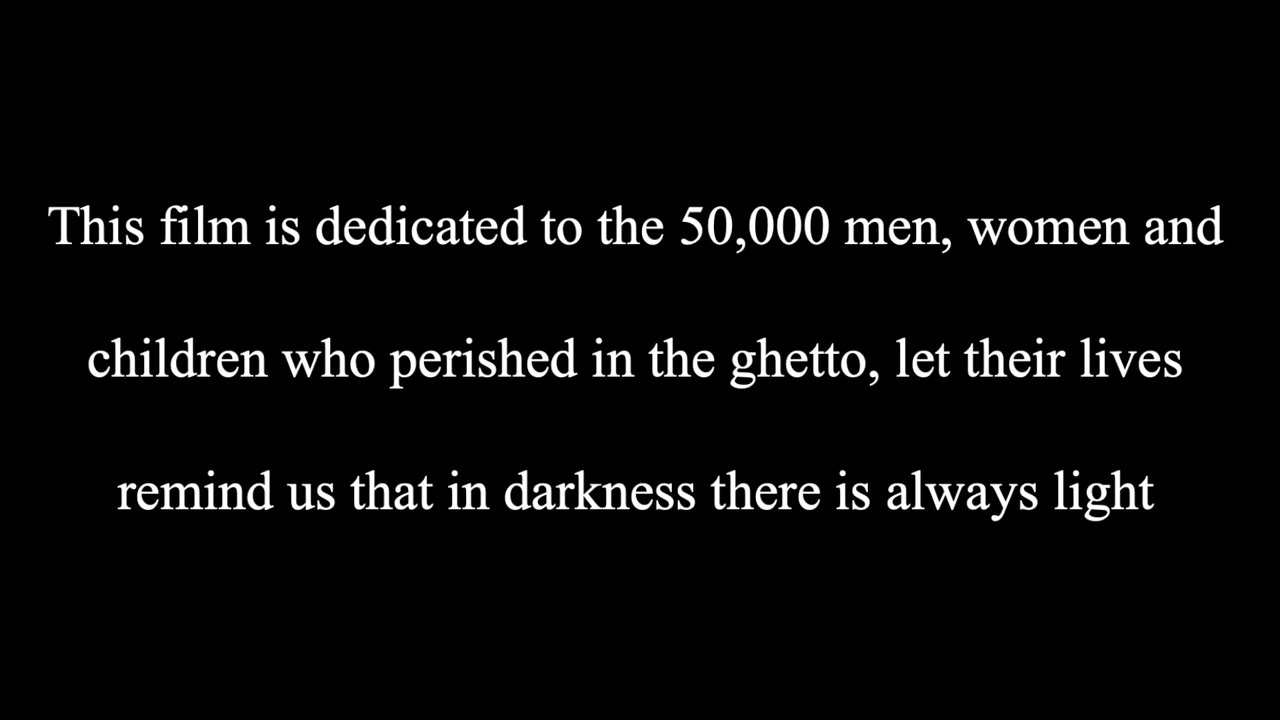 This film is dedicated to the 50,000 men, women and
children who perished in the ghetto, let their lives
remind us that in darkness there is always light